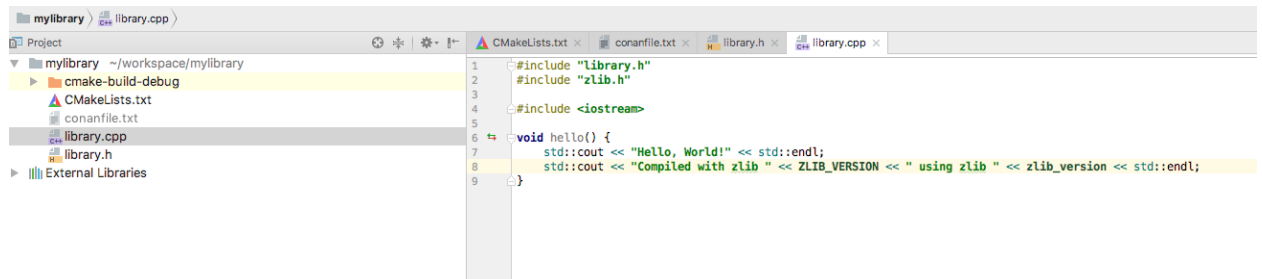 mylibrary library.cpp
Project
CMakeLists.txt conanfile.txt library.h library.cpp
mylibrary ~/workspace/mylibrary
cmake-build-debug
CMakeLists.txt
conanfile.txt
library.cpp
library.h
External Libraries
1 #include "library.h"
2 #include "zlib.h"
3
4 #include <iostream>
5
6 void hello() {
7 std::cout << "Hello, World!" << std::endl;
8 std::cout << "Compiled with zlib " << ZLIB_VERSION << " using zlib " << zlib_version << std::endl;
9 }